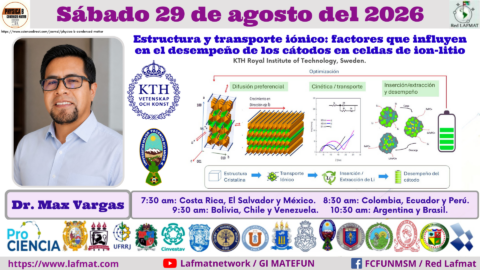 Sábado 29 de agosto del 2026
Red LAFMAT
Estructura y transporte iónico: factores que influyen
en el desempeño de los cátodos en celdas de ion-litio
KTH Royal Institute of Technology, Sweden.
Optimización
Difusión preferencial
Cinética / transporte
Inserción/extracción
y desempeño
KTH
VETENSKAP
OCH KONST
Estructura
Cristalina
Transporte
Iónico
Inserción /
Extracción de Li
Desempeño del
cátodo
Dr. Max Vargas
7:30 am: Costa Rica, El Salvador y México. 8:30 am: Colombia, Ecuador y Perú.
9:30 am: Bolivia, Chile y Venezuela. 10:30 am: Argentina y Brasil.
Pro
CIENCIA
UFRRJ
Cinvestav
https://www.lafmat.com
Lafmatnetwork / GI MATEFUN
FCFUNMSM / Red Lafmat